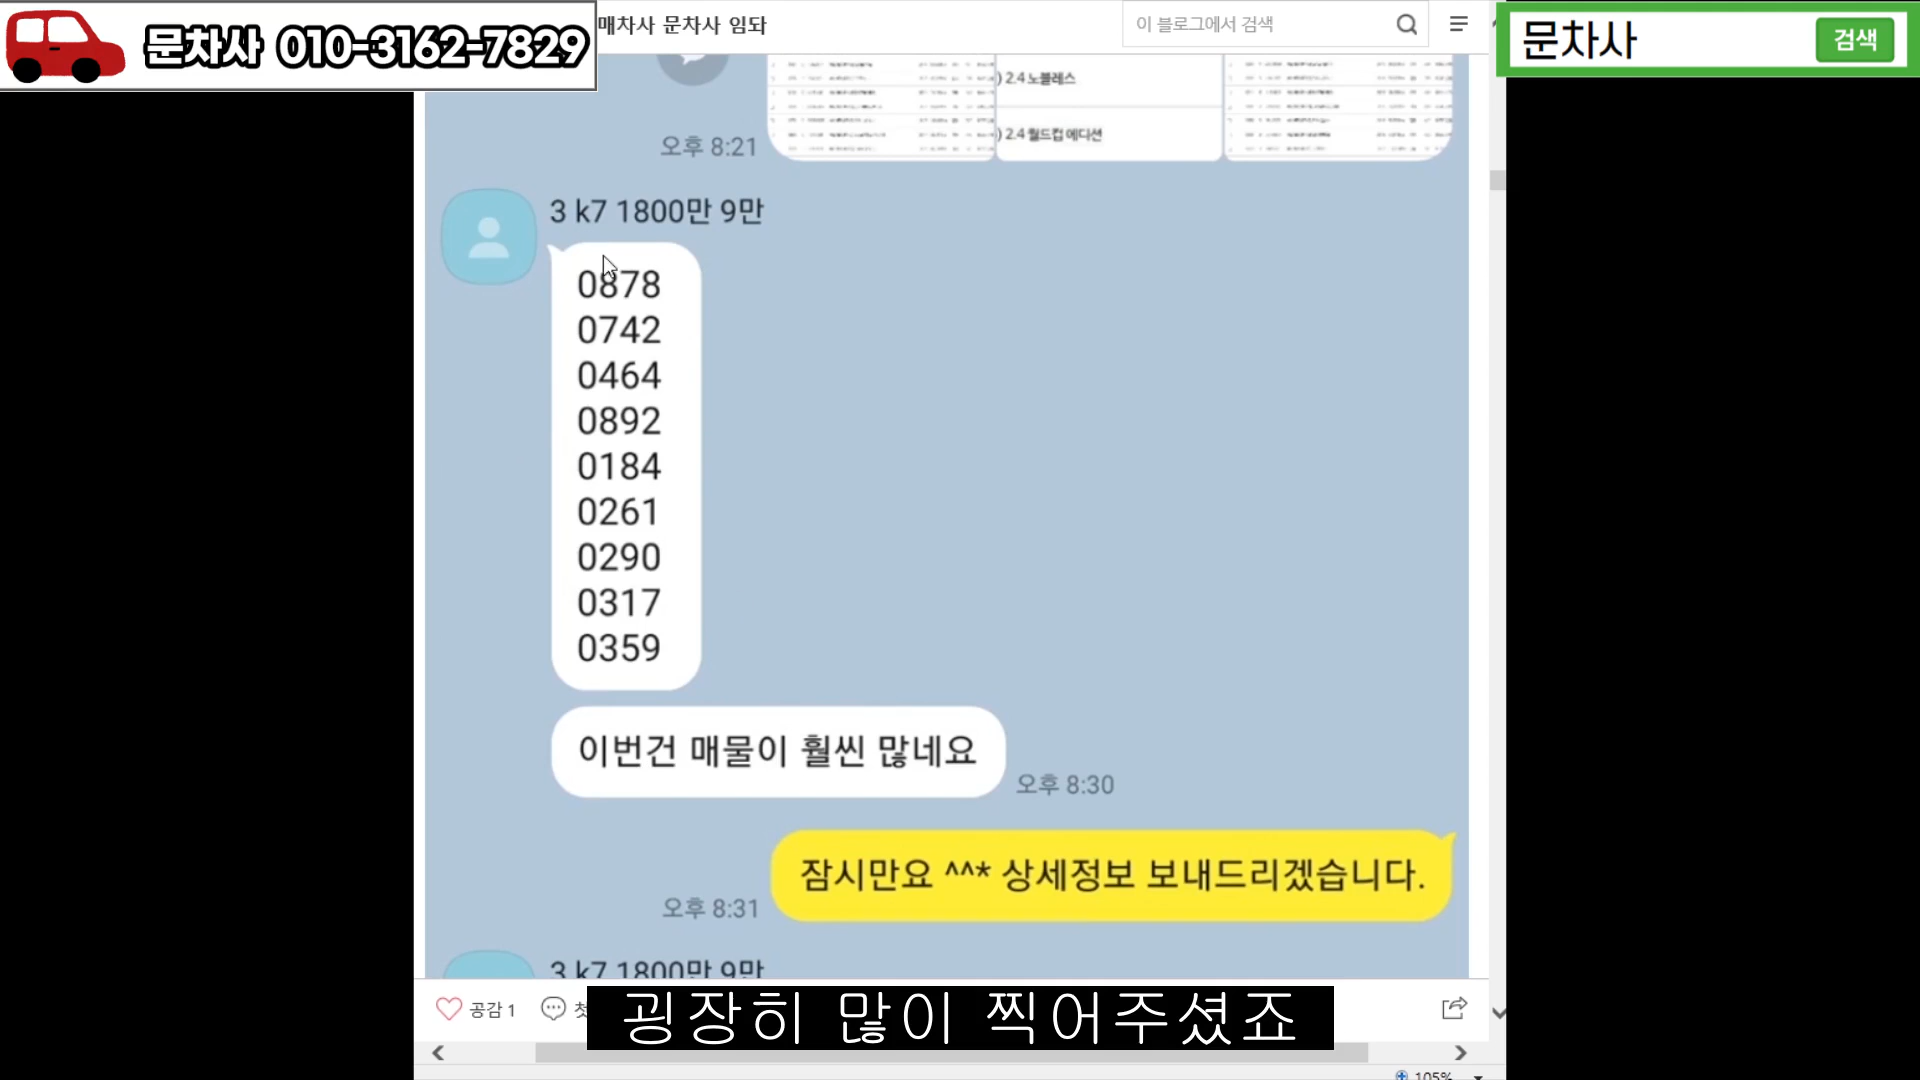 문차사 010-3162-7829
매차사 문차사 임돠
이 블로그에서 검색
문차사
검색
) 2.4 노블레스
) 2.4 월드컵 에디션
오후 8:21
3 k7 1800만 9만
0878
0742
0464
0892
0184
0261
0290
0317
0359
이번건 매물이 훨씬 많네요
오후 8:30
잠시만요 ^^* 상세정보 보내드리겠습니다.
오후 8:31
3 k7 1800만 9만
공감 1
첫
굉장히 많이 찍어주셨죠
105%